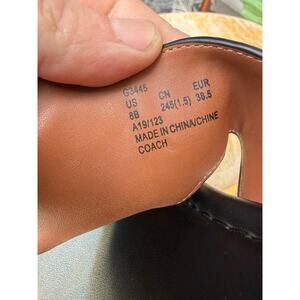 G3445
US CN EUR
8B 245(1.5) 38.5
A19/123
MADE IN CHINA/CHINE
COACH